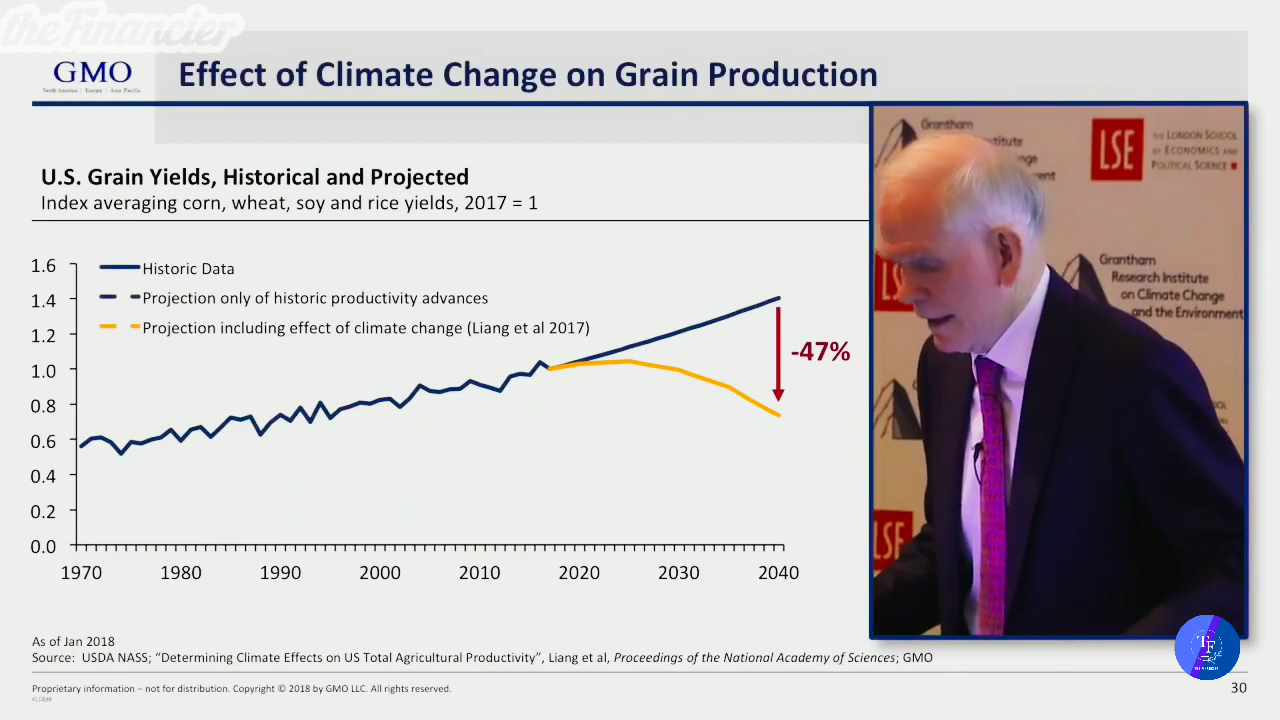 theFinancier
GMO
North America | Europe | Asia-Pacific
Effect of Climate Change on Grain Production
U.S. Grain Yields, Historical and Projected
Index averaging corn, wheat, soy and rice yields, 2017 = 1
1.6
1.4
1.2
1.0
0.8
0.6
0.4
0.2
0.0
Historic Data
Projection only of historic productivity advances
Projection including effect of climate change (Liang et al 2017)
-47%
1970 1980 1990 2000 2010 2020 2030 2040
Grantham
LSE
THE LONDON SCHOOL
OF ECONOMICS AND
POLITICAL SCIENCE
Grantham
Research Institute
on Climate Change
and the Environment
LSE
As of Jan 2018
Source: USDA NASS; “Determining Climate Effects on US Total Agricultural Productivity”, Liang et al, Proceedings of the National Academy of Sciences; GMO
Proprietary information – not for distribution. Copyright © 2018 by GMO LLC. All rights reserved.
30
TF
THE FINANCIER